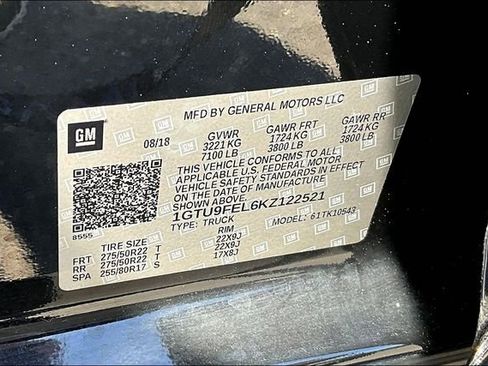 MFD BY GENERAL MOTORS LLC
GM
08/18
GVWR GAWR FRT GAWR RR
3221 KG 1724 KG 1724 KG
7100 LB 3800 LB 3800 LB
THIS VEHICLE CONFORMS TO ALL
APPLICABLE U.S. FEDERAL MOTOR
VEHICLE SAFETY STANDARDS IN
EFFECT ON THE DATE OF
MANUFACTURE SHOWN ABOVE.
1GTU9FEL6KZ122521
TYPE: TRUCK MODEL: 61TK10543
8555
TIRE SIZE RIM
FRT 275/50R22 T 22X9J
RR 275/50R22 T 22X9J
SPA 255/80R17 S 17X8J